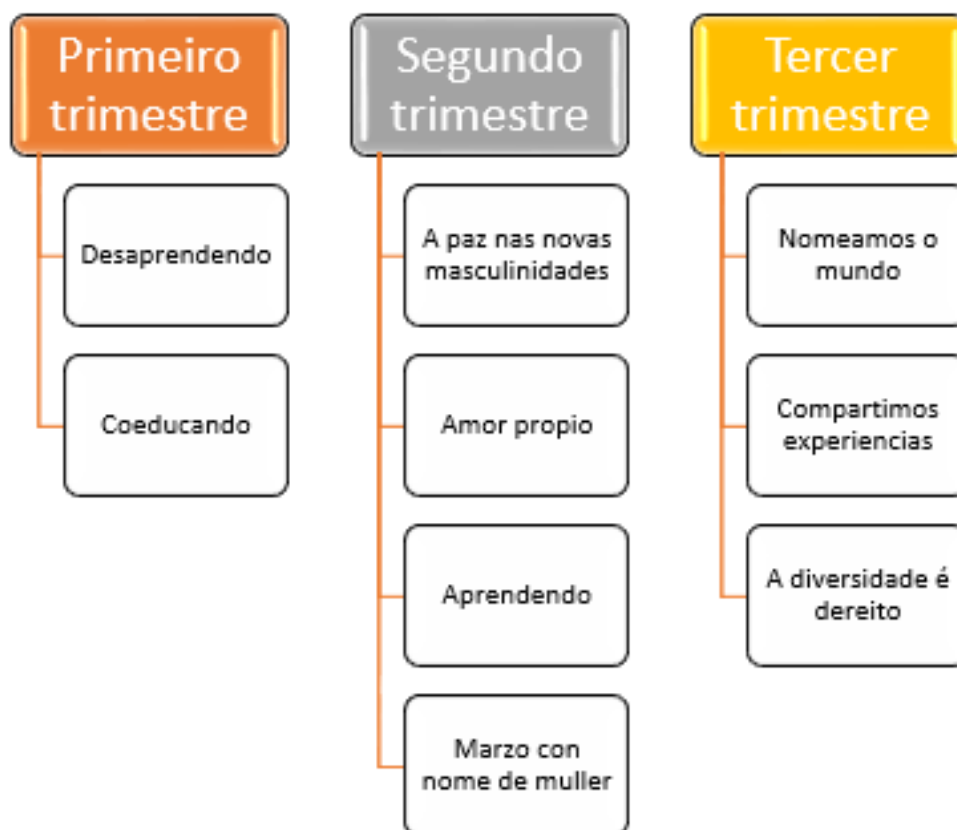 Primeiro
trimestre
Desaprendendo
Coeducando
Segundo
trimestre
A paz nas novas
masculinidades
Amor propio
Aprendendo
Marzo con
nome de muller
Tercer
trimestre
Nomeamos o
mundo
Compartimos
experiencias
A diversidade é
dereito